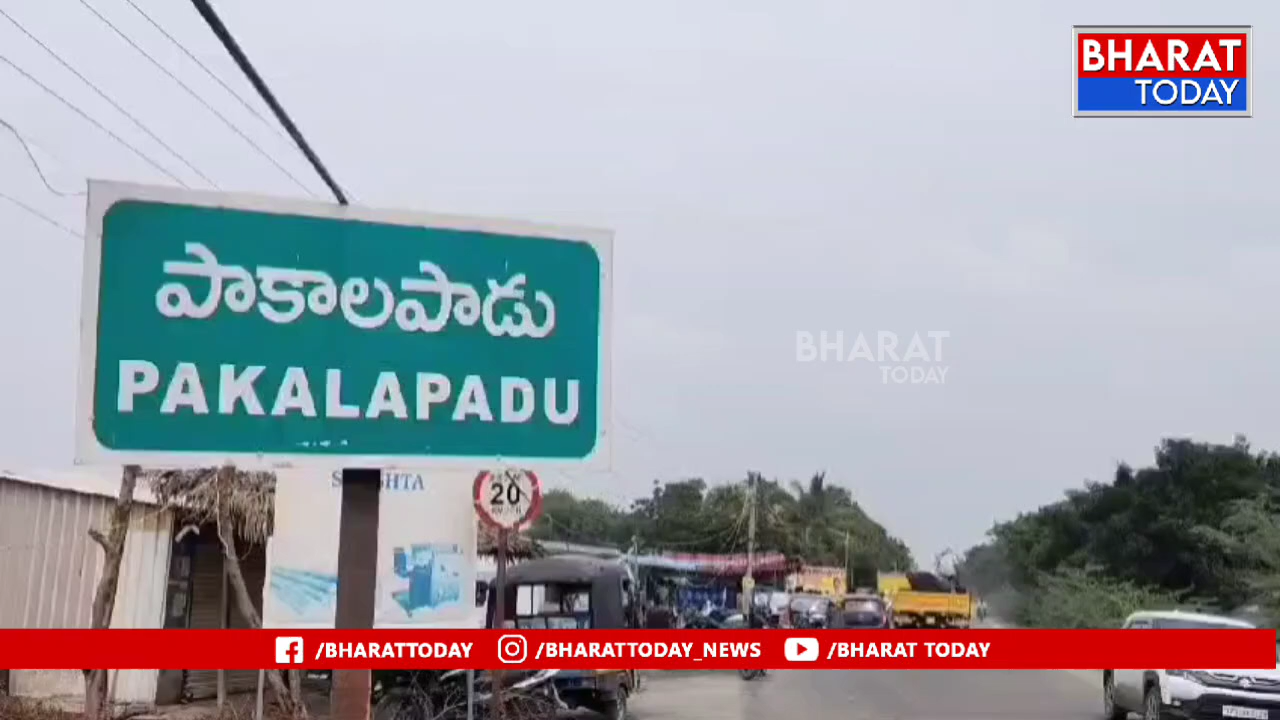 BHARAT
TODAY
పాకాలపాడు
PAKALAPADU
BHARAT
TODAY
20
/BHARATTODAY
/BHARATTODAY_NEWS
/BHARAT TODAY